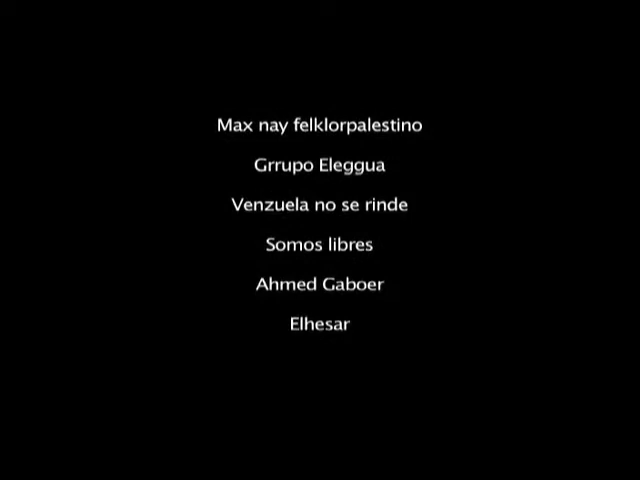 Max nay felklorpalestino
Grrupo Eleggua
Venzuela no se rinde
Somos libres
Ahmed Gaboer
Elhesar